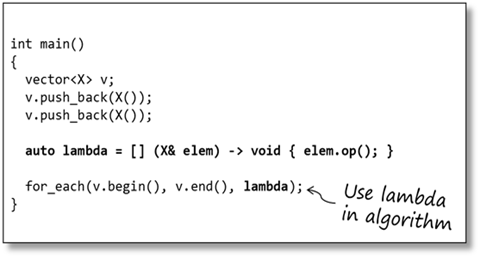 int main()
{
vector<X> v;
v.push_back(X());
v.push_back(X());
auto lambda = [] (X& elem) -> void { elem.op(); }
for_each(v.begin(), v.end(), lambda);
}
Use lambda
in algorithm